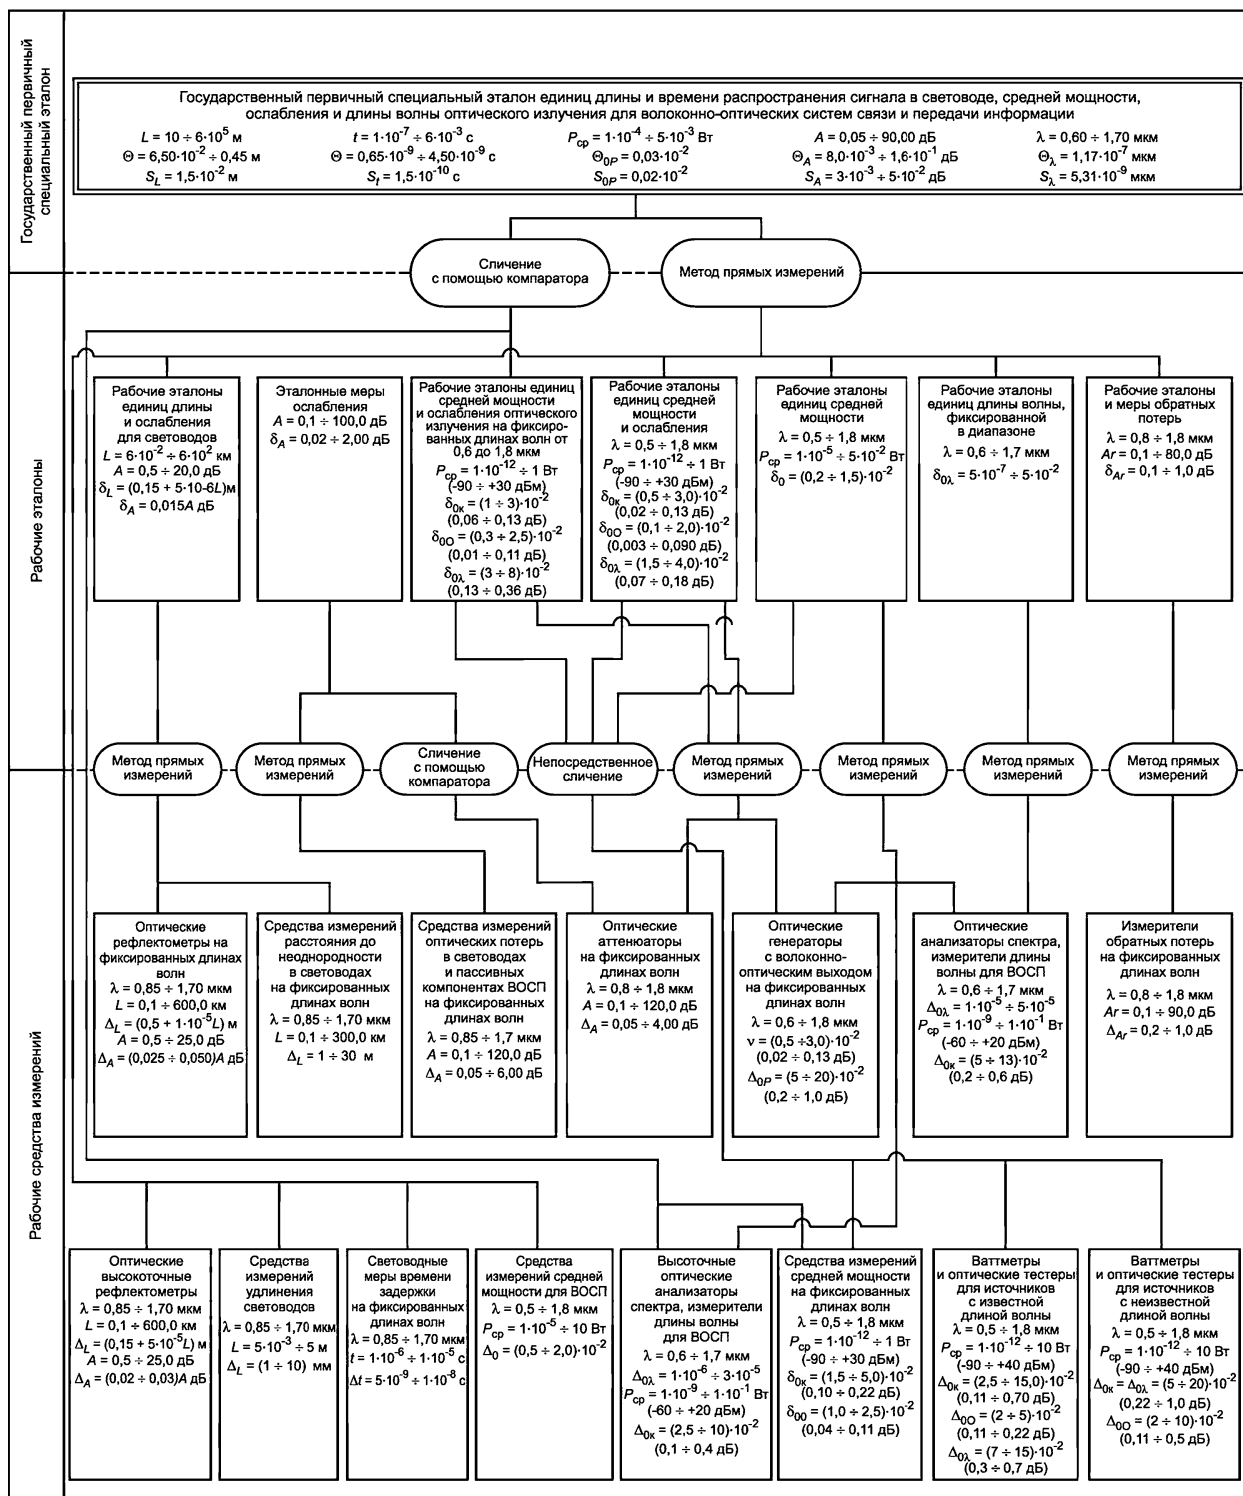 Государственный первичный
специальный эталон
Государственный первичный специальный эталон единиц длины и времени распространения сигнала в световоде, средней мощности,
ослабления и длины волны оптического излучения для волоконно-оптических систем связи и передачи информации
L = 10 ÷ 6·10⁵ м
Θ = 6,50·10⁻² ÷ 0,45 м
S_L = 1,5·10⁻² м
t = 1·10⁻⁷ ÷ 6·10⁻³ с
Θ = 0,65·10⁻⁹ ÷ 4,50·10⁻⁹ с
S_t = 1,5·10⁻¹⁰ с
P_ср = 1·10⁻⁴ ÷ 5·10⁻³ Вт
Θ_0P = 0,03·10⁻²
S_0P = 0,02·10⁻²
A = 0,05 ÷ 90,00 дБ
Θ_A = 8,0·10⁻³ ÷ 1,6·10⁻¹ дБ
S_A = 3·10⁻³ ÷ 5·10⁻² дБ
λ = 0,60 ÷ 1,70 мкм
Θ_λ = 1,17·10⁻⁷ мкм
S_λ = 5,31·10⁻⁹ мкм
Сличение
с помощью компаратора
Метод прямых измерений
Рабочие эталоны
Рабочие эталоны
единиц длины
и ослабления
для световодов
L = 6·10⁻² ÷ 6·10² км
A = 0,5 ÷ 20,0 дБ
δ_L = (0,15 + 5·10-6L)м
δ_A = 0,015A дБ
Эталонные меры
ослабления
A = 0,1 ÷ 100,0 дБ
δ_A = 0,02 ÷ 2,00 дБ
Рабочие эталоны единиц
средней мощности
и ослабления оптического
излучения на фиксиро-
ванных длинах волн от
0,6 до 1,8 мкм
P_ср = 1·10⁻¹² ÷ 1 Вт
(-90 ÷ +30 дБм)
δ_0к = (1 ÷ 3)·10⁻²
(0,06 ÷ 0,13 дБ)
δ_0О = (0,3 ÷ 2,5)·10⁻²
(0,01 ÷ 0,11 дБ)
δ_0λ = (3 ÷ 8)·10⁻²
(0,13 ÷ 0,36 дБ)
Рабочие эталоны
единиц средней
мощности
и ослабления
λ = 0,5 ÷ 1,8 мкм
P_ср = 1·10⁻¹² ÷ 1 Вт
(-90 ÷ +30 дБм)
δ_0к = (0,5 ÷ 3,0)·10⁻²
(0,02 ÷ 0,13 дБ)
δ_0О = (0,1 ÷ 2,0)·10⁻²
(0,003 ÷ 0,090 дБ)
δ_0λ = (1,5 ÷ 4,0)·10⁻²
(0,07 ÷ 0,18 дБ)
Рабочие эталоны
единиц средней
мощности
λ = 0,5 ÷ 1,8 мкм
P_ср = 1·10⁻⁵ ÷ 5·10⁻² Вт
δ_0 = (0,2 ÷ 1,5)·10⁻²
Рабочие эталоны
единиц длины волны,
фиксированной
в диапазоне
λ = 0,6 ÷ 1,7 мкм
δ_0λ = 5·10⁻⁷ ÷ 5·10⁻²
Рабочие эталоны
и меры обратных
потерь
λ = 0,8 ÷ 1,8 мкм
Ar = 0,1 ÷ 80,0 дБ
δ_Ar = 0,1 ÷ 1,0 дБ
Метод прямых
измерений
Метод прямых
измерений
Сличение
с помощью
компаратора
Непосредственное
сличение
Метод прямых
измерений
Метод прямых
измерений
Метод прямых
измерений
Метод прямых
измерений
Рабочие средства измерений
Оптические
рефлектометры на
фиксированных длинах
волн
λ = 0,85 ÷ 1,70 мкм
L = 0,1 ÷ 600,0 км
Δ_L = (0,5 + 1·10⁻⁵L) м
A = 0,5 ÷ 25,0 дБ
Δ_A = (0,025 ÷ 0,050)A дБ
Средства измерений
расстояния до
неоднородности
в световодах
на фиксированных
длинах волн
λ = 0,85 ÷ 1,70 мкм
L = 0,1 ÷ 300,0 км
Δ_L = 1 ÷ 30 м
Средства измерений
оптических потерь
в световодах
и пассивных
компонентах ВОСП
на фиксированных
длинах волн
λ = 0,85 ÷ 1,7 мкм
A = 0,1 ÷ 120,0 дБ
Δ_A = 0,05 ÷ 6,00 дБ
Оптические
аттенюаторы
на фиксированных
длинах волн
λ = 0,8 ÷ 1,8 мкм
A = 0,1 ÷ 120,0 дБ
Δ_A = 0,05 ÷ 4,00 дБ
Оптические
генераторы
с волоконно-
оптическим выходом
на фиксированных
длинах волн
λ = 0,6 ÷ 1,8 мкм
ν = (0,5 ÷3,0)·10⁻²
(0,02 ÷ 0,13 дБ)
Δ_0P = (5 ÷ 20)·10⁻²
(0,2 ÷ 1,0 дБ)
Оптические
анализаторы спектра,
измерители длины
волны для ВОСП
λ = 0,6 ÷ 1,7 мкм
Δ_0λ = 1·10⁻⁵ ÷ 5·10⁻⁵
P_ср = 1·10⁻⁹ ÷ 1·10⁻¹ Вт
(-60 ÷ +20 дБм)
Δ_0к = (5 ÷ 13)·10⁻²
(0,2 ÷ 0,6 дБ)
Измерители
обратных потерь
на фиксированных
длинах волн
λ = 0,8 ÷ 1,8 мкм
Ar = 0,1 ÷ 90,0 дБ
Δ_Ar = 0,2 ÷ 1,0 дБ
Оптические
высокоточные
рефлектометры
λ = 0,85 ÷ 1,70 мкм
L = 0,1 ÷ 600,0 км
Δ_L = (0,15 + 5·10⁻⁵L) м
A = 0,5 ÷ 25,0 дБ
Δ_A = (0,02 ÷ 0,03)A дБ
Средства
измерений
удлинения
световодов
λ = 0,85 ÷ 1,70 мкм
L = 5·10⁻³ ÷ 5 м
Δ_L = (1 ÷ 10) мм
Световодные
меры времени
задержки
на фиксированных
длинах волн
λ = 0,85 ÷ 1,70 мкм
t = 1·10⁻⁶ ÷ 1·10⁻⁵ с
Δt = 5·10⁻⁹ ÷ 1·10⁻⁸ с
Средства
измерений средней
мощности для ВОСП
λ = 0,5 ÷ 1,8 мкм
P_ср = 1·10⁻⁵ ÷ 10 Вт
Δ_0 = (0,5 ÷ 2,0)·10⁻²
Высоточные
оптические
анализаторы
спектра, измерители
длины волны
для ВОСП
λ = 0,6 ÷ 1,7 мкм
Δ_0λ = 1·10⁻⁶ ÷ 3·10⁻⁵
P_ср = 1·10⁻⁹ ÷ 1·10⁻¹ Вт
(-60 ÷ +20 дБм)
Δ_0к = (2,5 ÷ 10)·10⁻²
(0,1 ÷ 0,4 дБ)
Средства измерений
средней мощности
на фиксированных
длинах волн
λ = 0,5 ÷ 1,8 мкм
P_ср = 1·10⁻¹² ÷ 1 Вт
(-90 ÷ +30 дБм)
δ_0к = (1,5 ÷ 5,0)·10⁻²
(0,10 ÷ 0,22 дБ)
δ_00 = (1,0 ÷ 2,5)·10⁻²
(0,04 ÷ 0,11 дБ)
Ваттметры
и оптические тестеры
для источников
с известной
длиной волны
λ = 0,5 ÷ 1,8 мкм
P_ср = 1·10⁻¹² ÷ 10 Вт
(-90 ÷ +40 дБм)
Δ_0к = (2,5 ÷ 15,0)·10⁻²
(0,11 ÷ 0,70 дБ)
Δ_0О = (2 ÷ 5)·10⁻²
(0,11 ÷ 0,22 дБ)
Δ_0λ = (7 ÷ 15)·10⁻²
(0,3 ÷ 0,7 дБ)
Ваттметры
и оптические тестеры
для источников
с неизвестной
длиной волны
λ = 0,5 ÷ 1,8 мкм
P_ср = 1·10⁻¹² ÷ 10 Вт
(-90 ÷ +40 дБм)
Δ_0к = Δ_0λ = (5 ÷ 20)·10⁻²
(0,22 ÷ 1,0 дБ)
Δ_0О = (2 ÷ 10)·10⁻²
(0,11 ÷ 0,5 дБ)